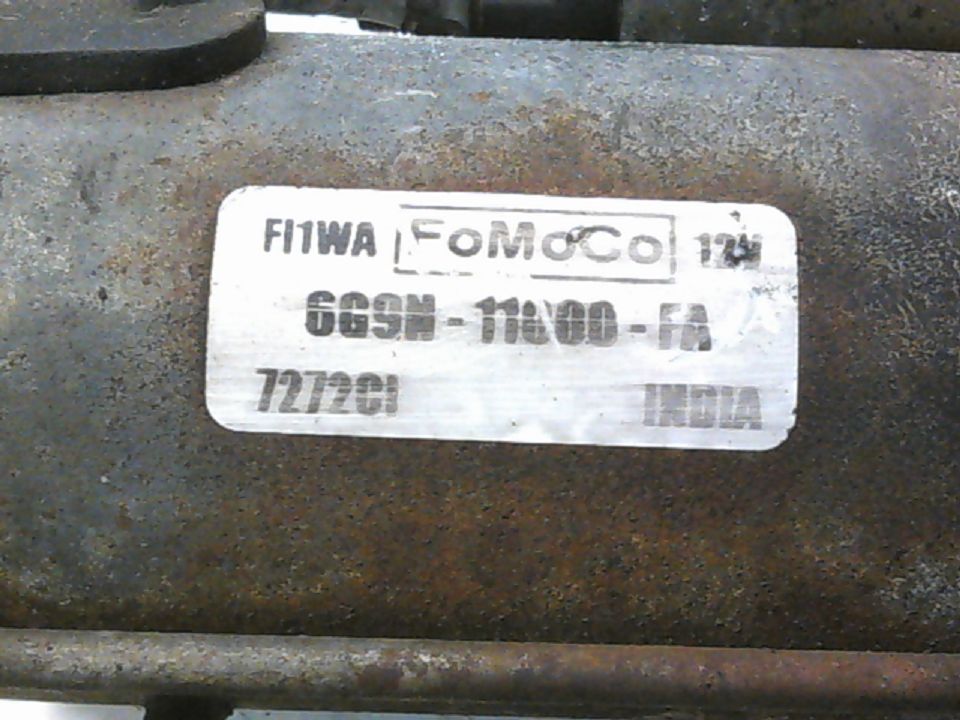 FI1WA FoMoCo 12V
6G9N-11000-FA
7272CI INDIA